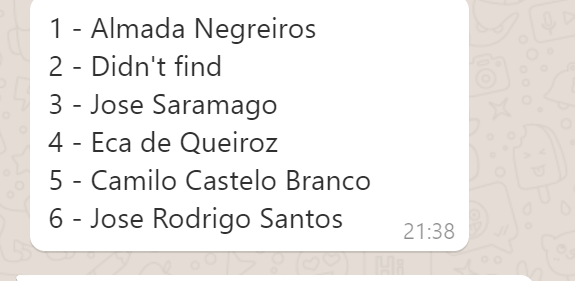 1 - Almada Negreiros
2 - Didn't find
3 - Jose Saramago
4 - Eca de Queiroz
5 - Camilo Castelo Branco
6 - Jose Rodrigo Santos
21:38
Hi